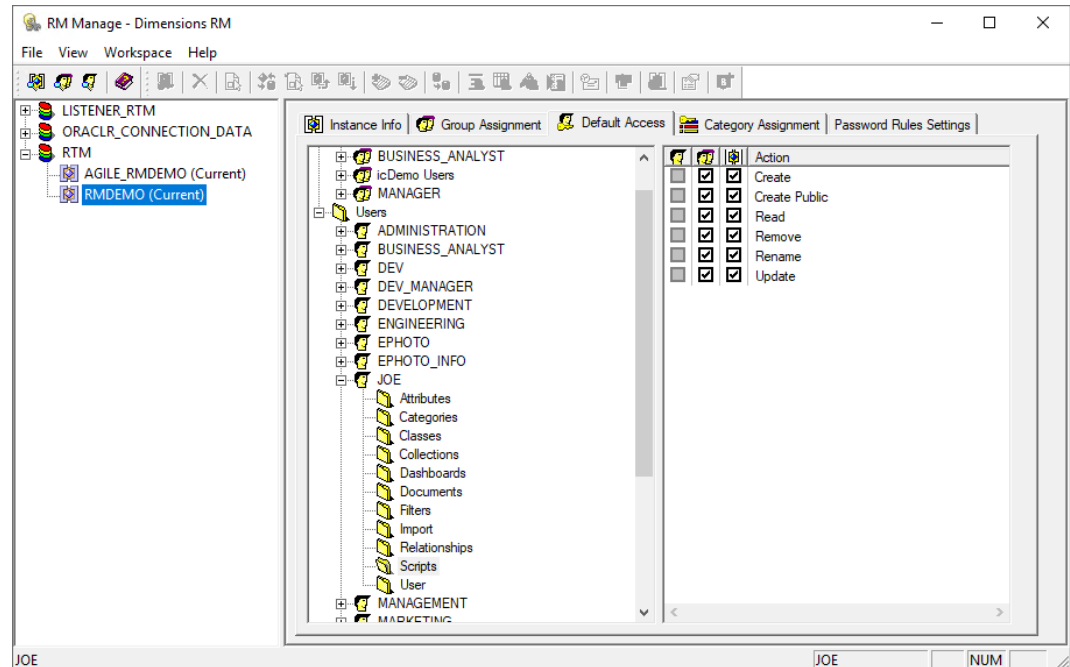 RM Manage - Dimensions RM
File View Workspace Help
LISTENER_RTM
ORACLR_CONNECTION_DATA
RTM
AGILE_RMDEMO (Current)
RMDEMO (Current)
Instance Info Group Assignment Default Access Category Assignment Password Rules Settings
BUSINESS_ANALYST
icDemo Users
MANAGER
Users
ADMINISTRATION
BUSINESS_ANALYST
DEV
DEV_MANAGER
DEVELOPMENT
ENGINEERING
EPHOTO
EPHOTO_INFO
JOE
Attributes
Categories
Classes
Collections
Dashboards
Documents
Filters
Import
Relationships
Scripts
User
MANAGEMENT
MARKETING
Action
Create
Create Public
Read
Remove
Rename
Update
JOE JOE NUM